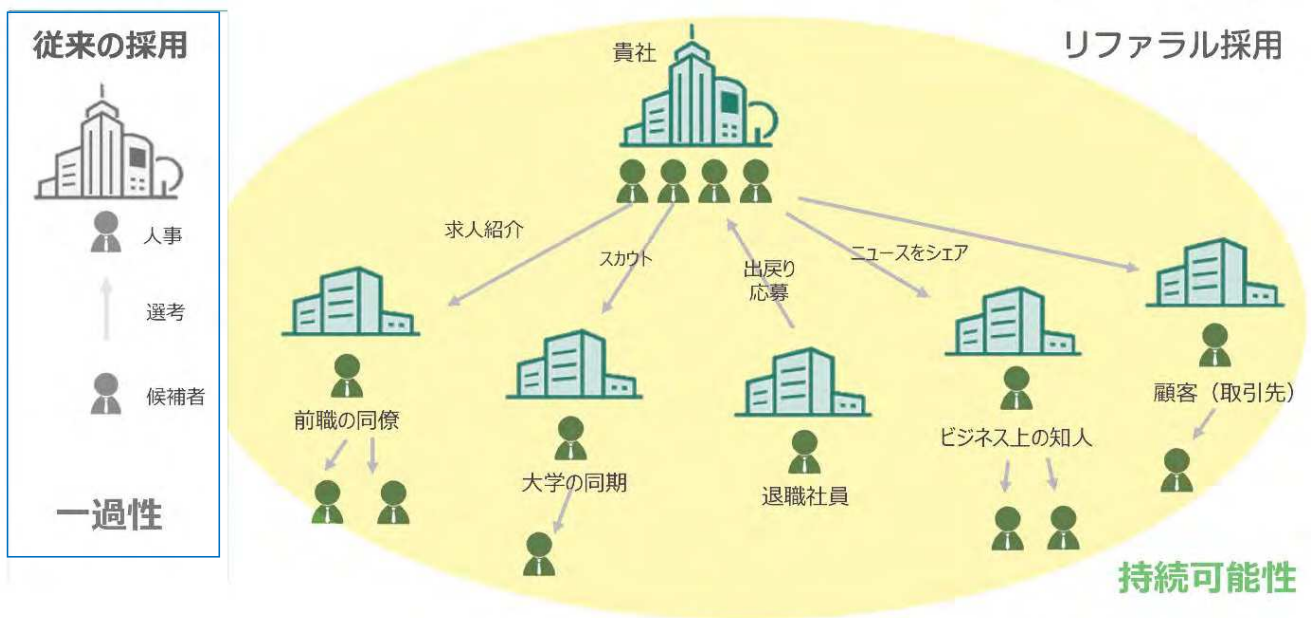 従来の採用
人事
選考
候補者
一過性
リファラル採用
貴社
求人紹介
スカウト
出戻り
応募
ニュースをシェア
前職の同僚
大学の同期
退職社員
ビジネス上の知人
顧客（取引先）
持続可能性